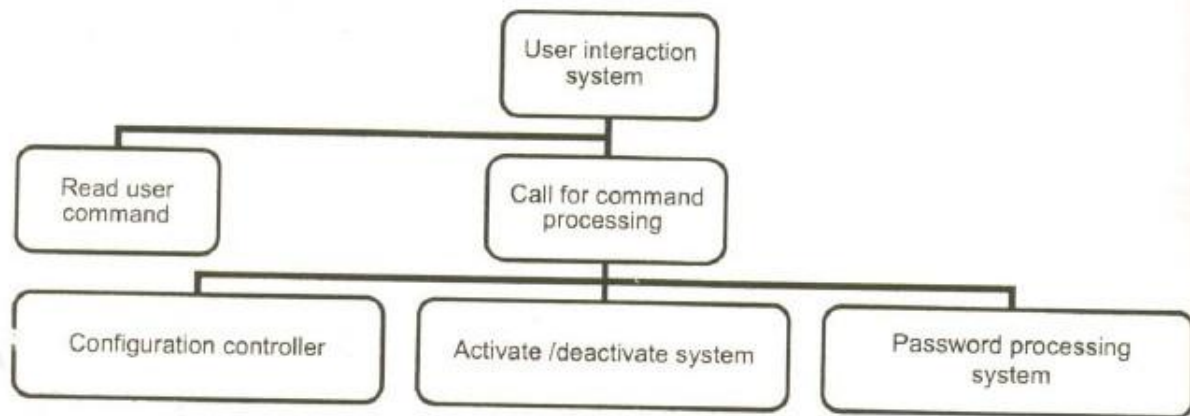 User interaction
system
Read user
command
Call for command
processing
Configuration controller
Activate /deactivate system
Password processing
system